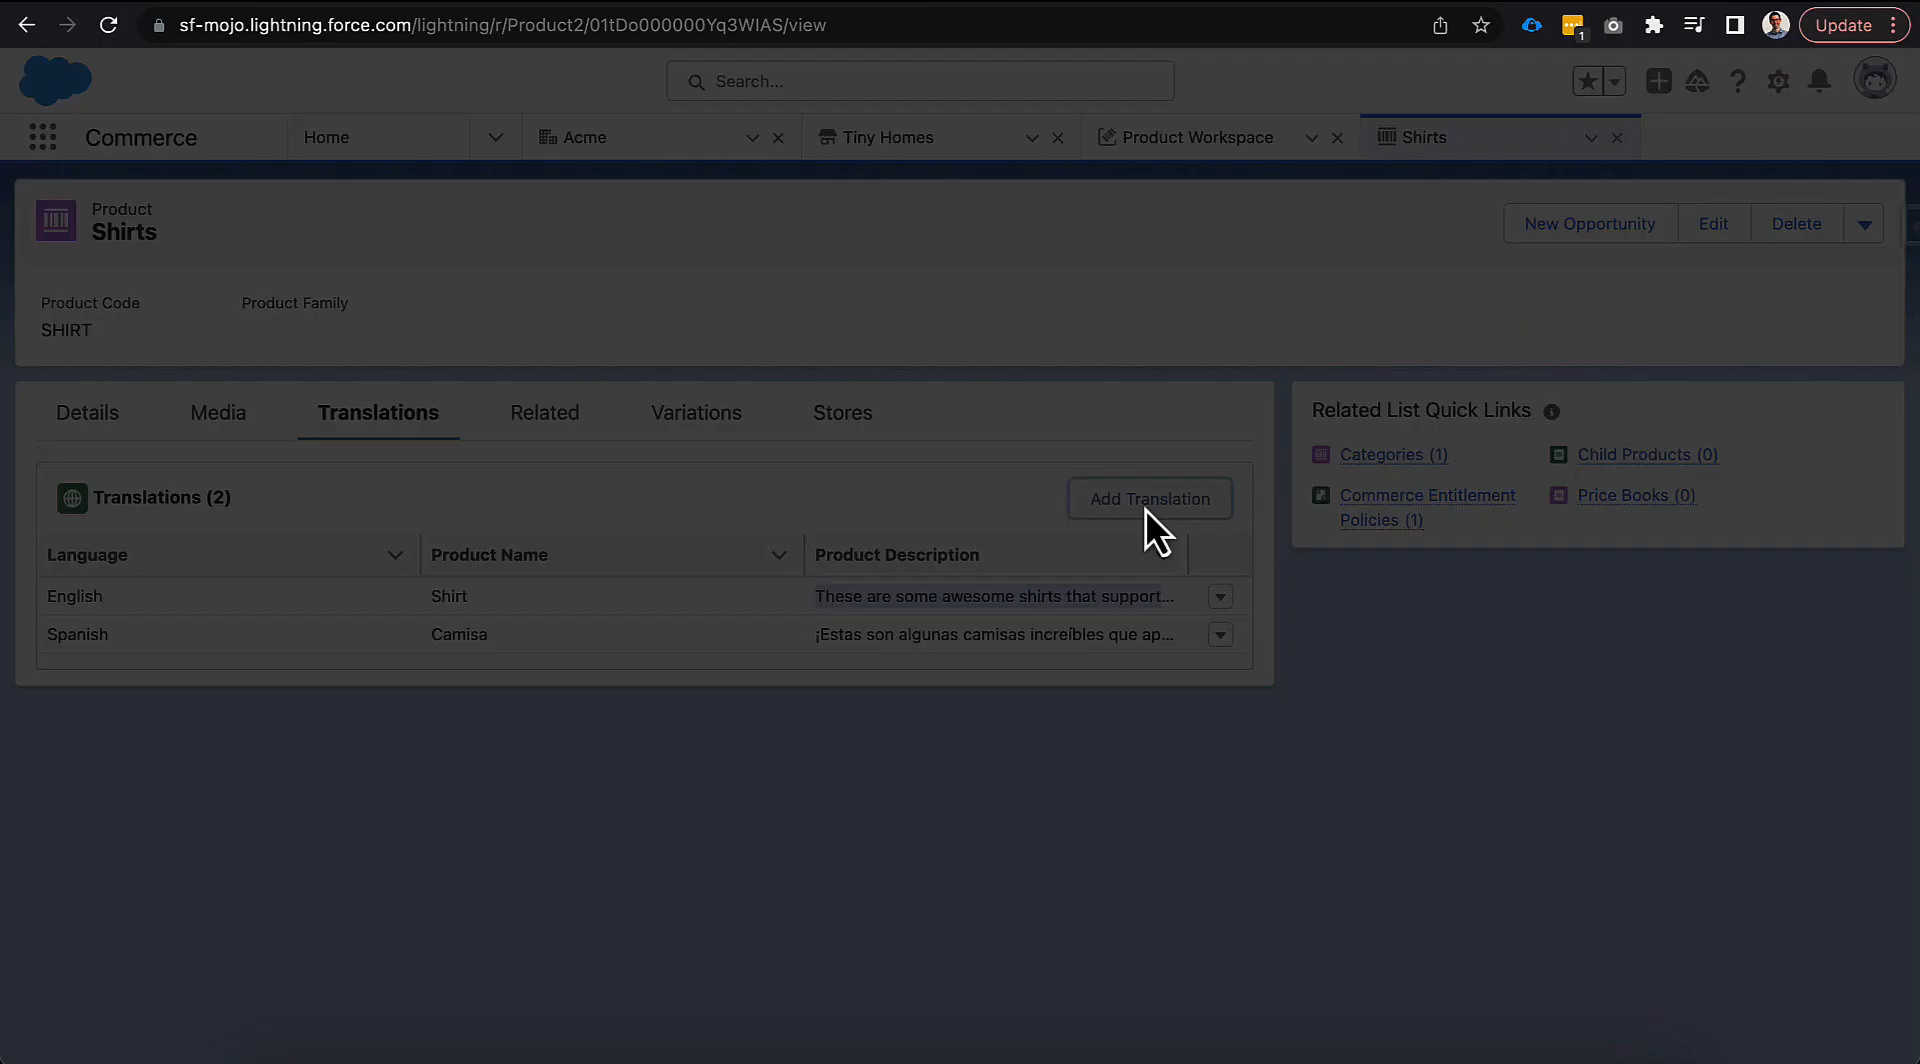 sf-mojo.lightning.force.com/lightning/r/Product2/01tDo000000Yq3WIAS/view
1
Update
Search...
Commerce
Home
Acme
Tiny Homes
Product Workspace
Shirts
Product
Shirts
New Opportunity
Edit
Delete
Product Code
Product Family
SHIRT
Details
Media
Translations
Related
Variations
Stores
Related List Quick Links
Categories (1)
Child Products (0)
Commerce Entitlement
Policies (1)
Price Books (0)
Translations (2)
Add Translation
Language
Product Name
Product Description
English
Shirt
These are some awesome shirts that support...
Spanish
Camisa
¡Estas son algunas camisas increíbles que ap...